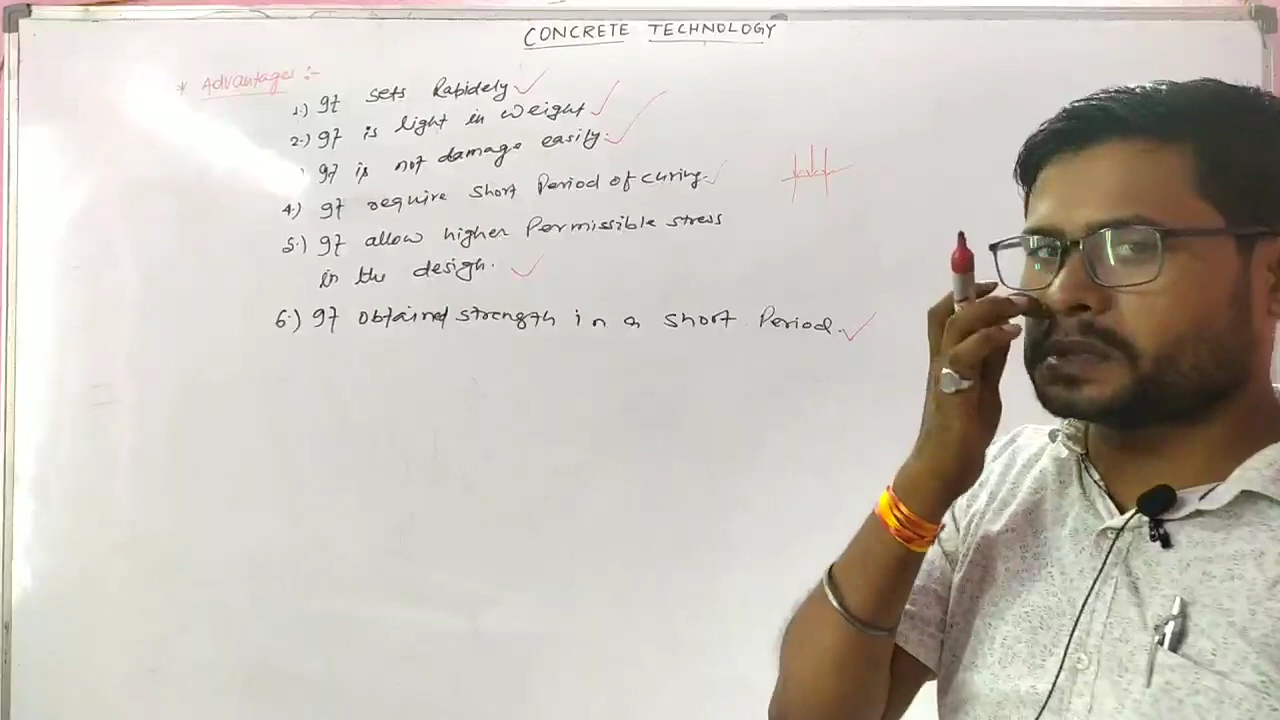 CONCRETE TECHNOLOGY
* Advantages :-
1.) It sets Rapidely
2.) It is light in weight
) It is not damage easily.
4.) It require short Period of curing.
5.) It allow higher Permissible stress
in the design.
6.) It obtained strength in a short Period.